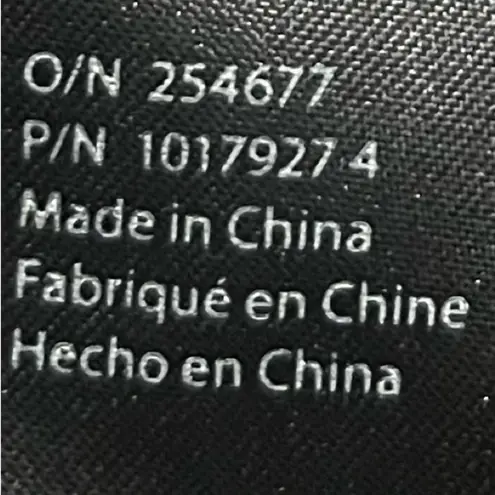 O/N 254677
P/N 1017927 4
Made in China
Fabriqué en Chine
Hecho en China